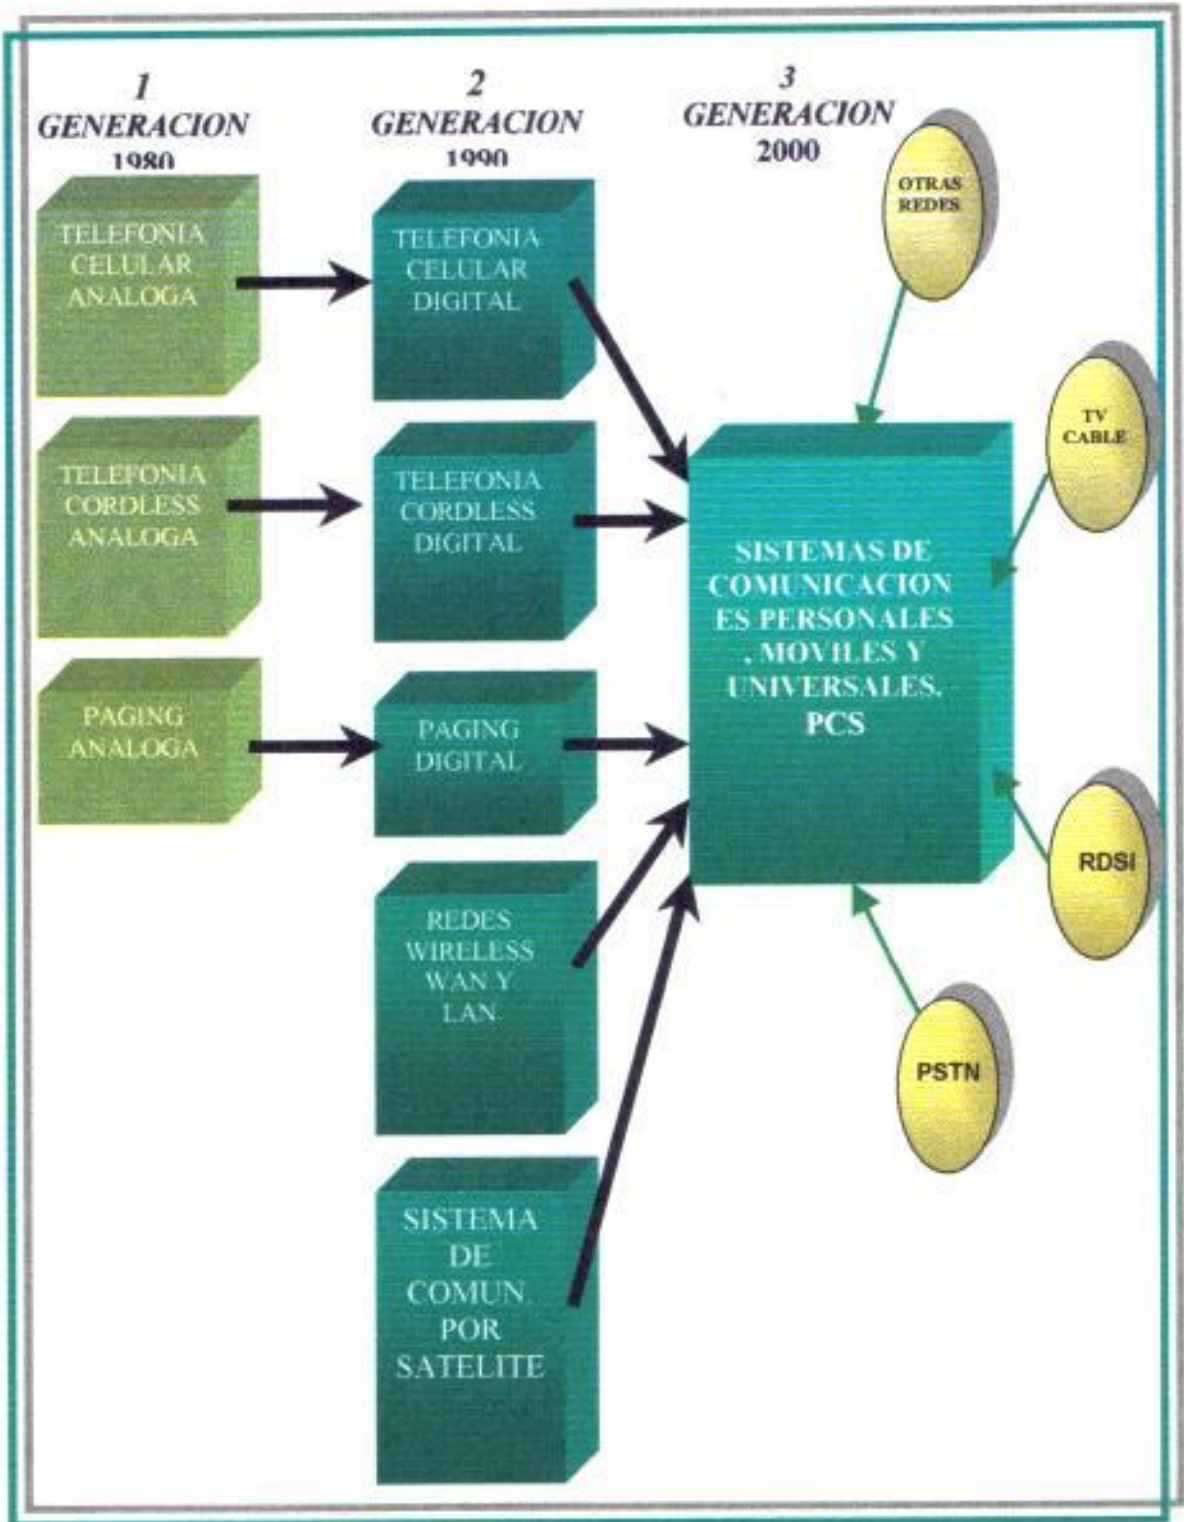 1
GENERACION
1980
2
GENERACION
1990
3
GENERACION
2000
TELEFONIA
CELULAR
ANALOGA
TELEFONIA
CELULAR
DIGITAL
OTRAS
REDES
TV
CABLE
TELEFONIA
CORDLESS
ANALOGA
TELEFONIA
CORDLESS
DIGITAL
SISTEMAS DE
COMUNICACION
ES PERSONALES
, MOVILES Y
UNIVERSALES.
PCS
PAGING
ANALOGA
PAGING
DIGITAL
RDSI
REDES
WIRELESS
WAN Y
LAN
PSTN
SISTEMA
DE
COMUN.
POR
SATELITE